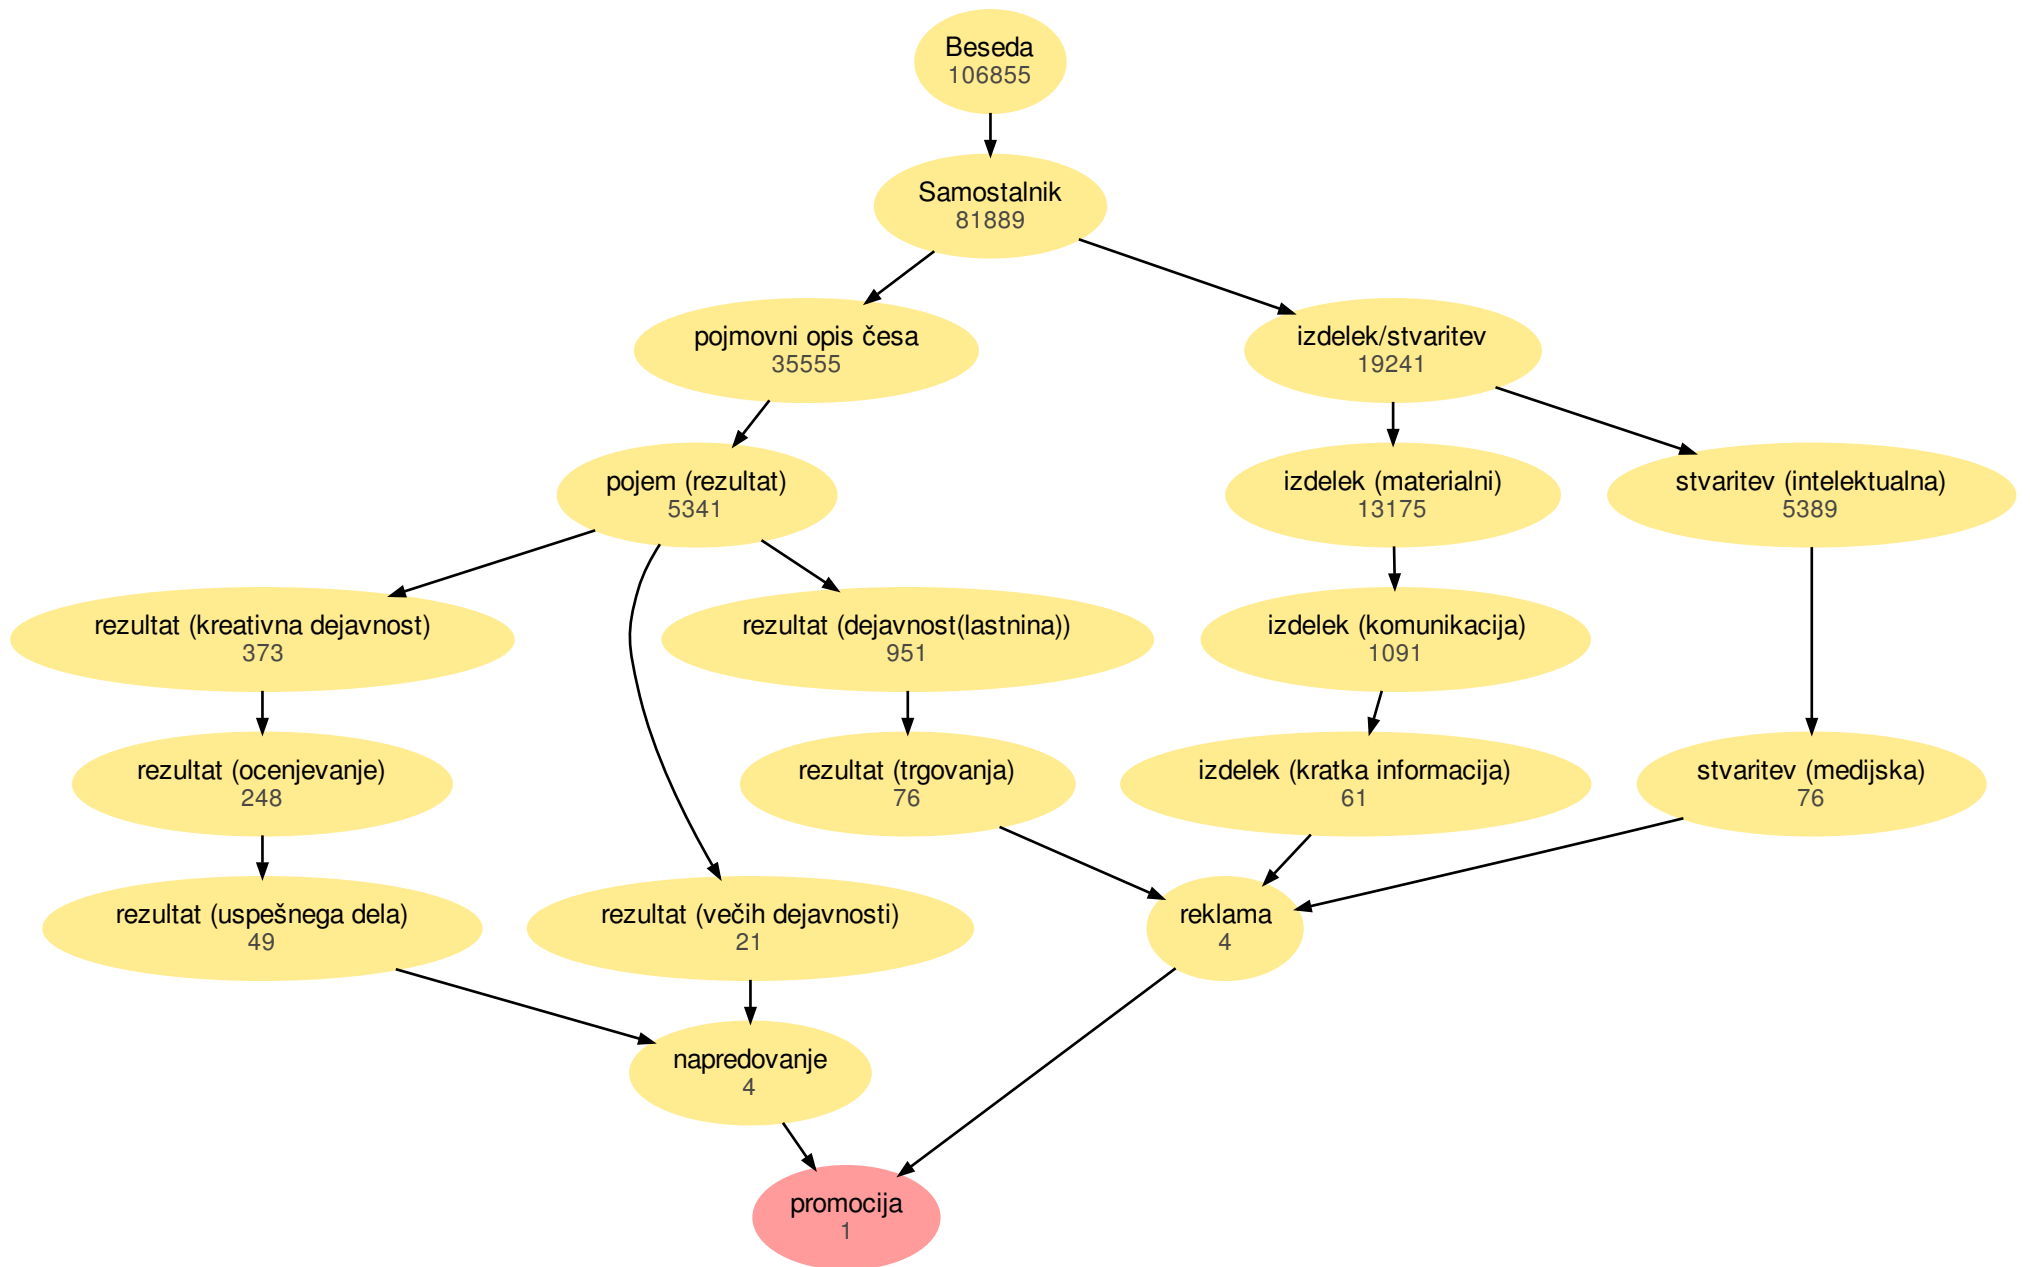 Beseda
106855
Samostalnik
81889
pojmovni opis česa
35555
izdelek/stvaritev
19241
pojem (rezultat)
5341
izdelek (materialni)
13175
stvaritev (intelektualna)
5389
rezultat (kreativna dejavnost)
373
rezultat (dejavnost(lastnina))
951
izdelek (komunikacija)
1091
rezultat (ocenjevanje)
248
rezultat (trgovanja)
76
izdelek (kratka informacija)
61
stvaritev (medijska)
76
rezultat (uspešnega dela)
49
rezultat (večih dejavnosti)
21
reklama
4
napredovanje
4
promocija
1